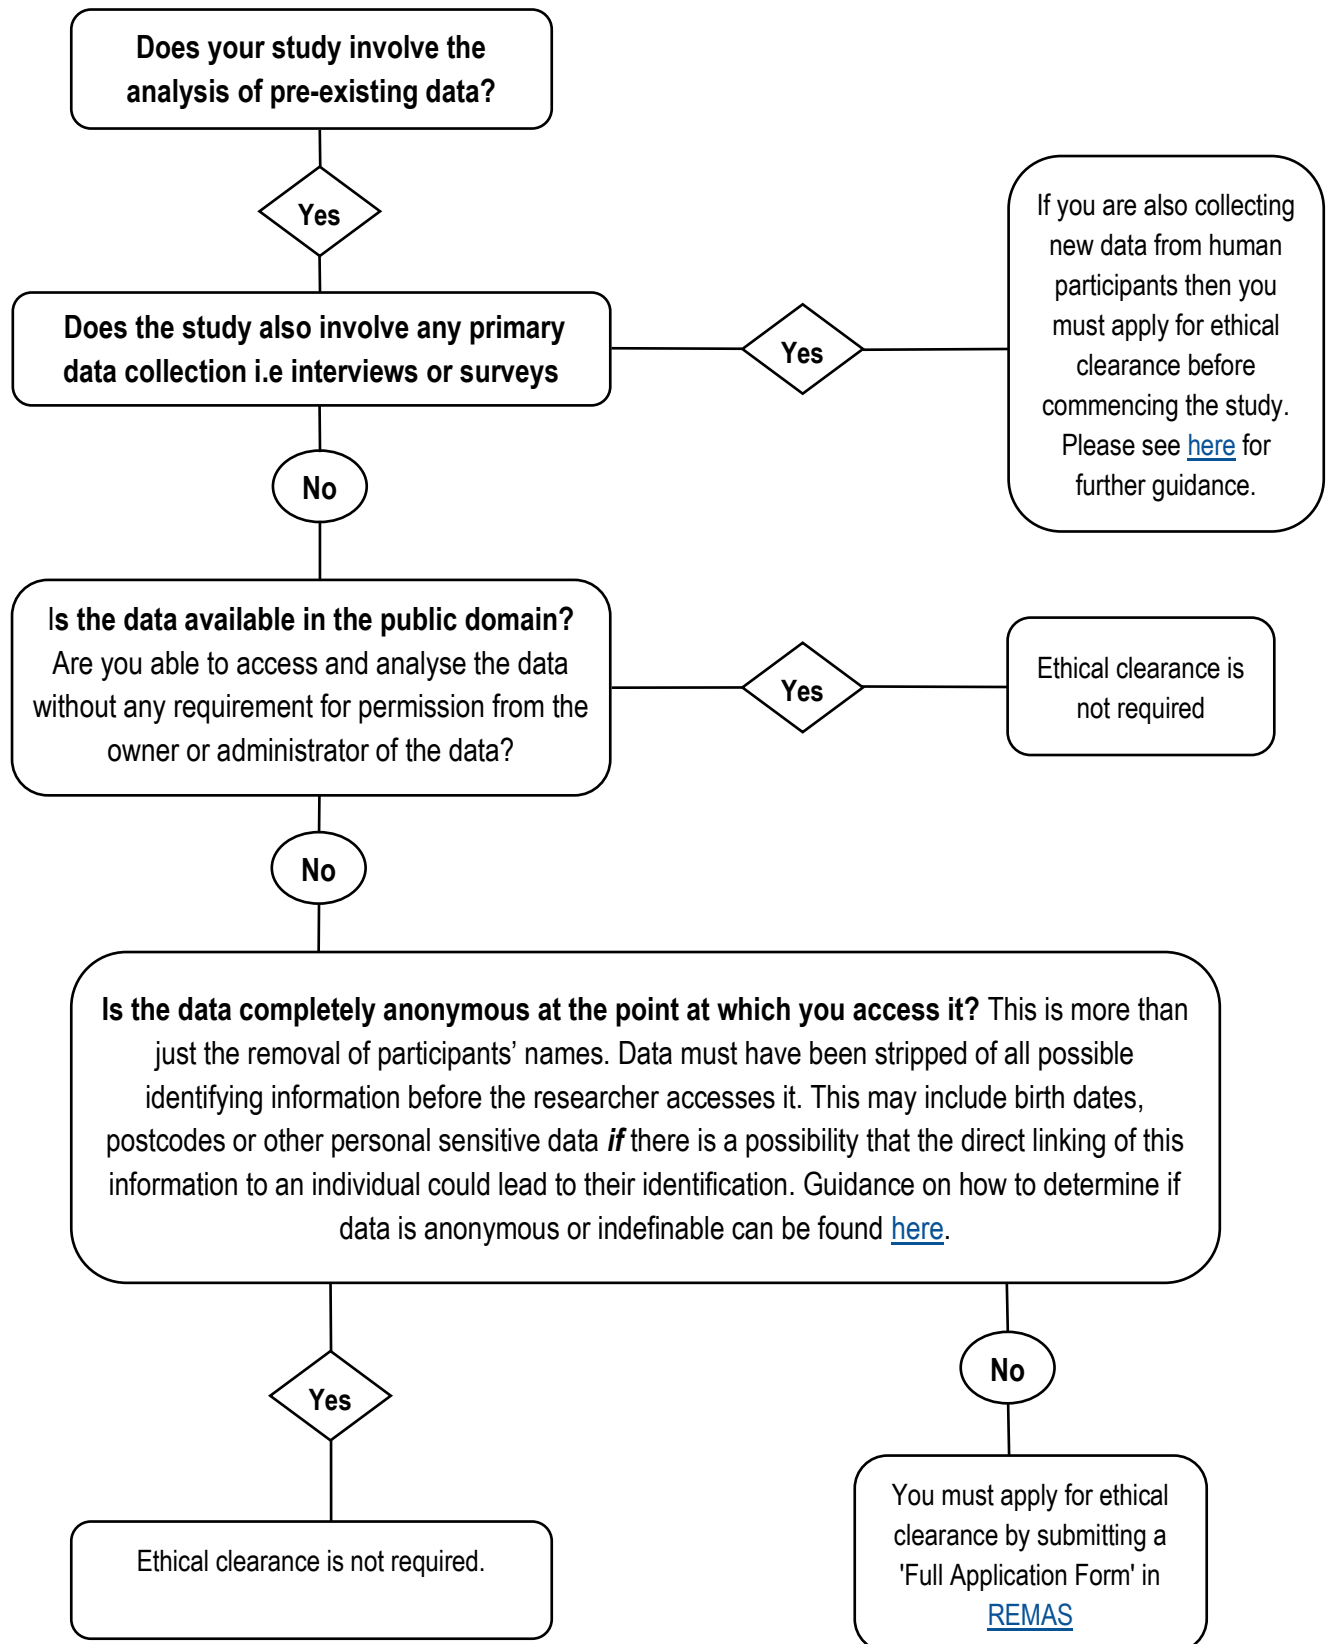 Does your study involve the
analysis of pre-existing data?
Yes
Does the study also involve any primary
data collection i.e interviews or surveys
Yes
If you are also collecting
new data from human
participants then you
must apply for ethical
clearance before
commencing the study.
Please see here for
further guidance.
No
Is the data available in the public domain?
Are you able to access and analyse the data
without any requirement for permission from the
owner or administrator of the data?
Yes
Ethical clearance is
not required
No
Is the data completely anonymous at the point at which you access it? This is more than
just the removal of participants’ names. Data must have been stripped of all possible
identifying information before the researcher accesses it. This may include birth dates,
postcodes or other personal sensitive data if there is a possibility that the direct linking of this
information to an individual could lead to their identification. Guidance on how to determine if
data is anonymous or indefinable can be found here.
Yes
Ethical clearance is not required.
No
You must apply for ethical
clearance by submitting a
'Full Application Form' in
REMAS